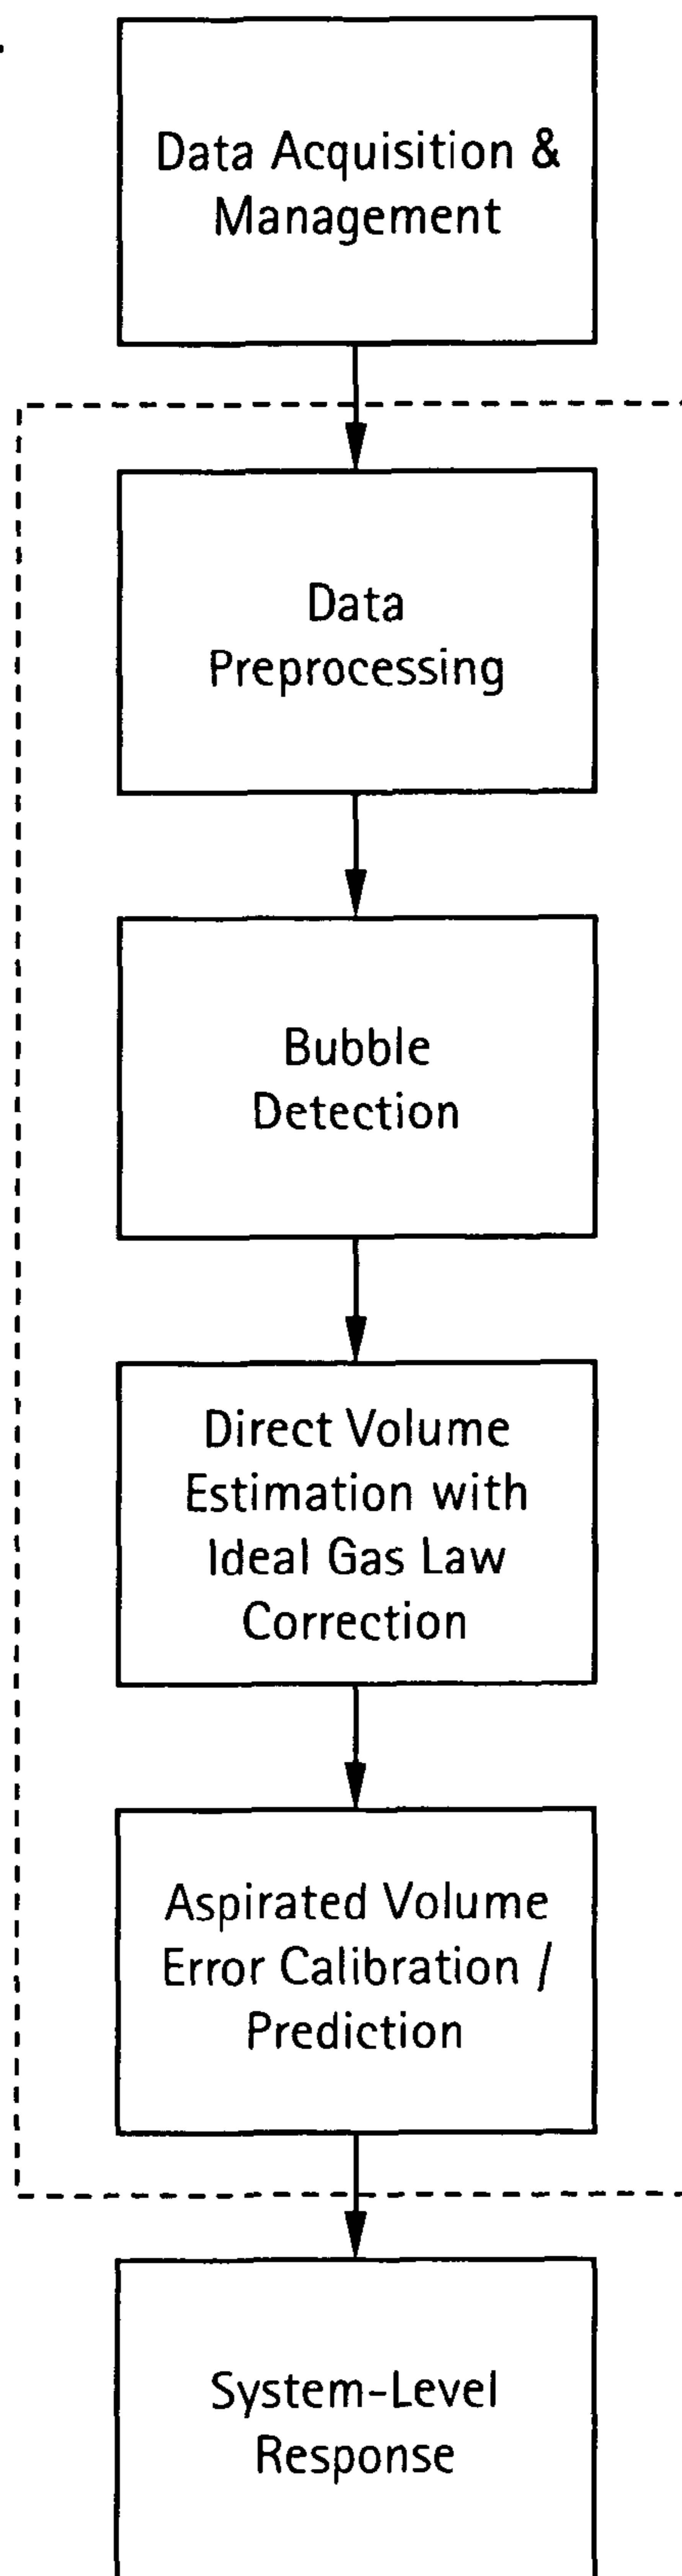 Data Acquisition &
Management
Data
Preprocessing
Bubble
Detection
Direct Volume
Estimation with
Ideal Gas Law
Correction
Aspirated Volume
Error Calibration /
Prediction
System-Level
Response